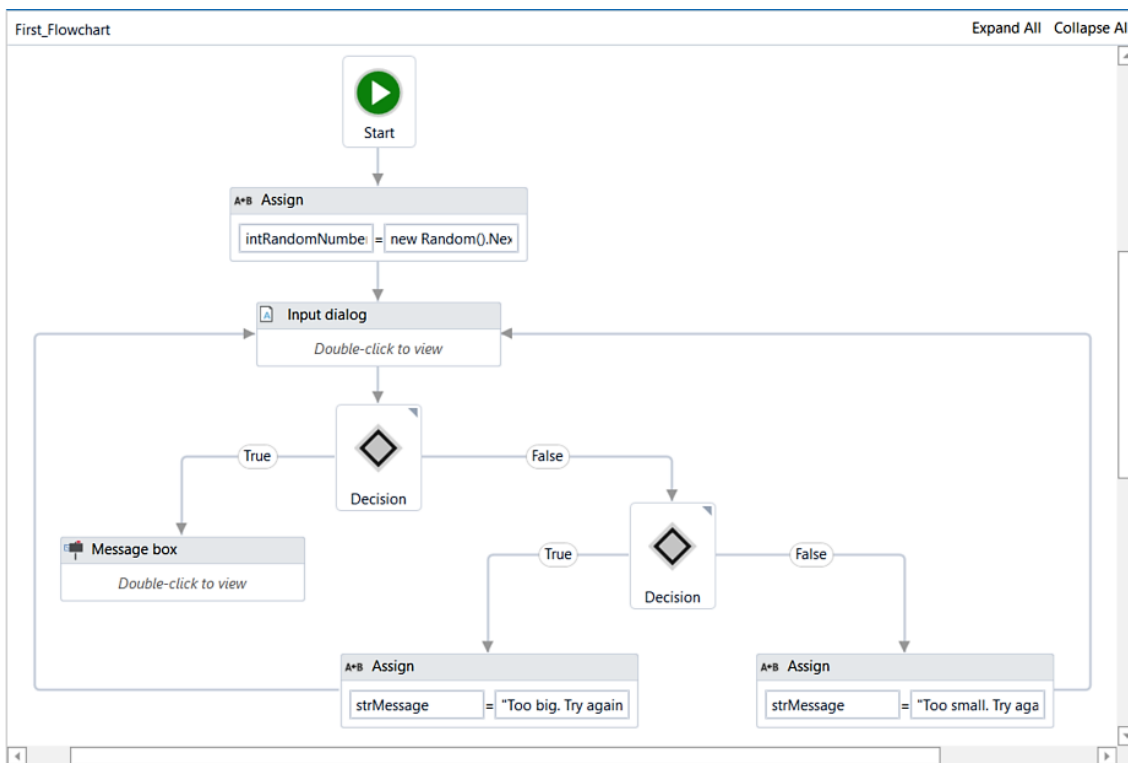 First_Flowchart
Expand All Collapse Al
Start
A+B Assign
intRandomNumbe = new Random().Nex
Input dialog
Double-click to view
True
False
Decision
Message box
Double-click to view
True
False
Decision
A+B Assign
strMessage = "Too big. Try again
A+B Assign
strMessage = "Too small. Try aga